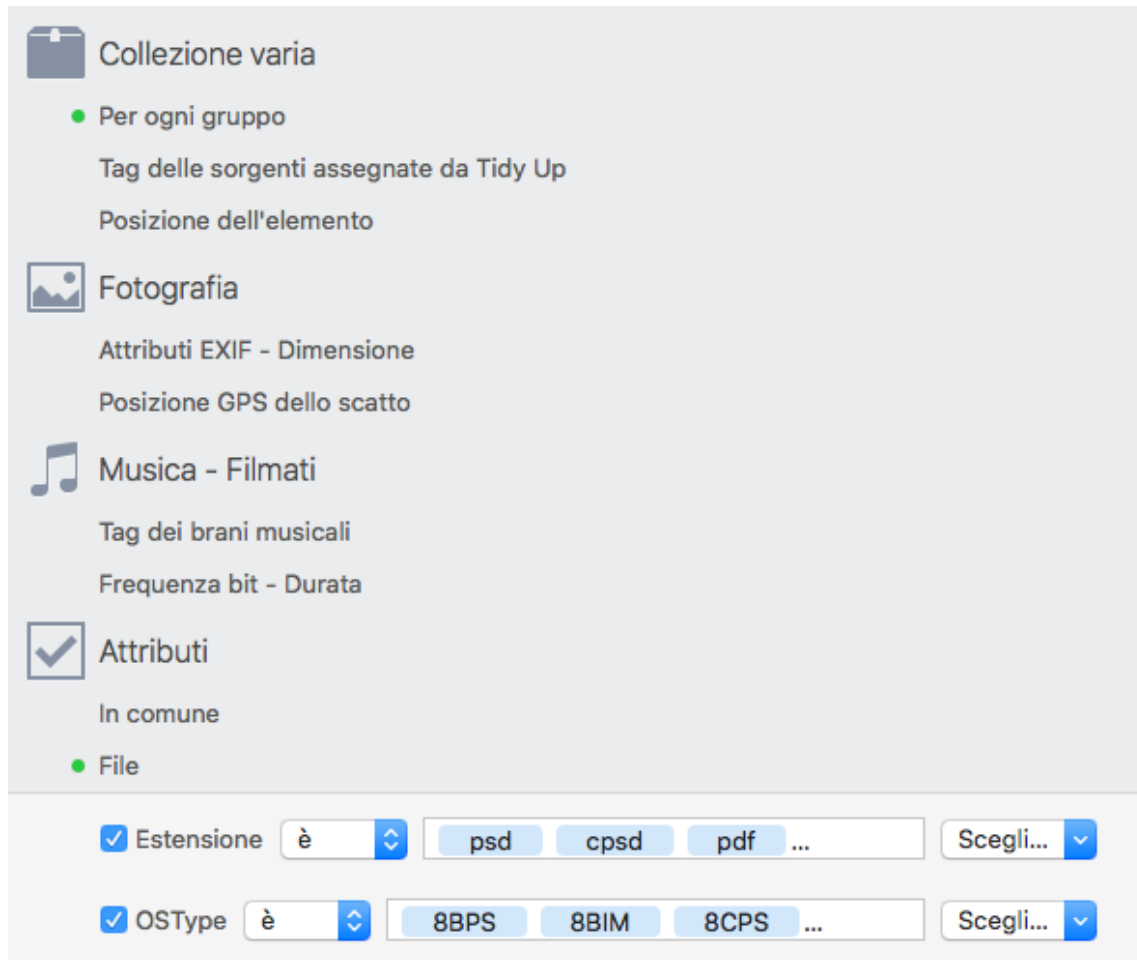 Collezione varia
Per ogni gruppo
Tag delle sorgenti assegnate da Tidy Up
Posizione dell'elemento
Fotografia
Attributi EXIF - Dimensione
Posizione GPS dello scatto
Musica - Filmati
Tag dei brani musicali
Frequenza bit - Durata
Attributi
In comune
File
Estensione è psd cpsd pdf ... Scegli...
OSType è 8BPS 8BIM 8CPS ... Scegli...